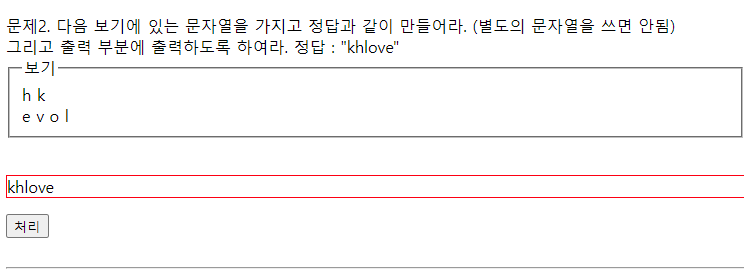 문제2. 다음 보기에 있는 문자열을 가지고 정답과 같이 만들어라. (별도의 문자열을 쓰면 안됨)
그리고 출력 부분에 출력하도록 하여라. 정답 : "khlove"
보기
h k
e v o l
khlove
처리